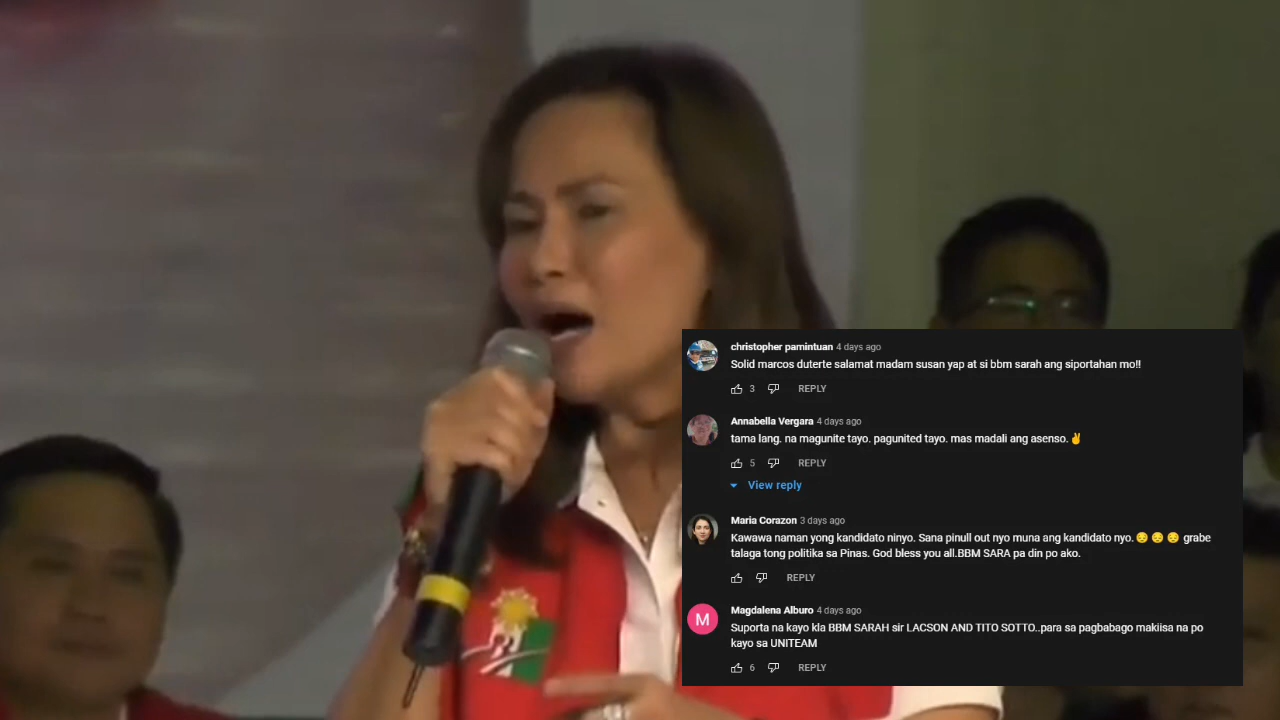 christopher pamintuan 4 days ago
Solid marcos duterte salamat madam susan yap at si bbm sarah ang siportahan mo!!
3 REPLY
Annabella Vergara 4 days ago
tama lang. na magunite tayo. pagunited tayo. mas madali ang asenso.✌
5 REPLY
View reply
Maria Corazon 3 days ago
Kawawa naman yong kandidato ninyo. Sana pinull out nyo muna ang kandidato nyo.😔😔😔 grabe
talaga tong politika sa Pinas. God bless you all.BBM SARA pa din po ako.
REPLY
M
Magdalena Alburo 4 days ago
Suporta na kayo kla BBM SARAH sir LACSON AND TITO SOTTO..para sa pagbabago makiisa na po
kayo sa UNITEAM
6 REPLY